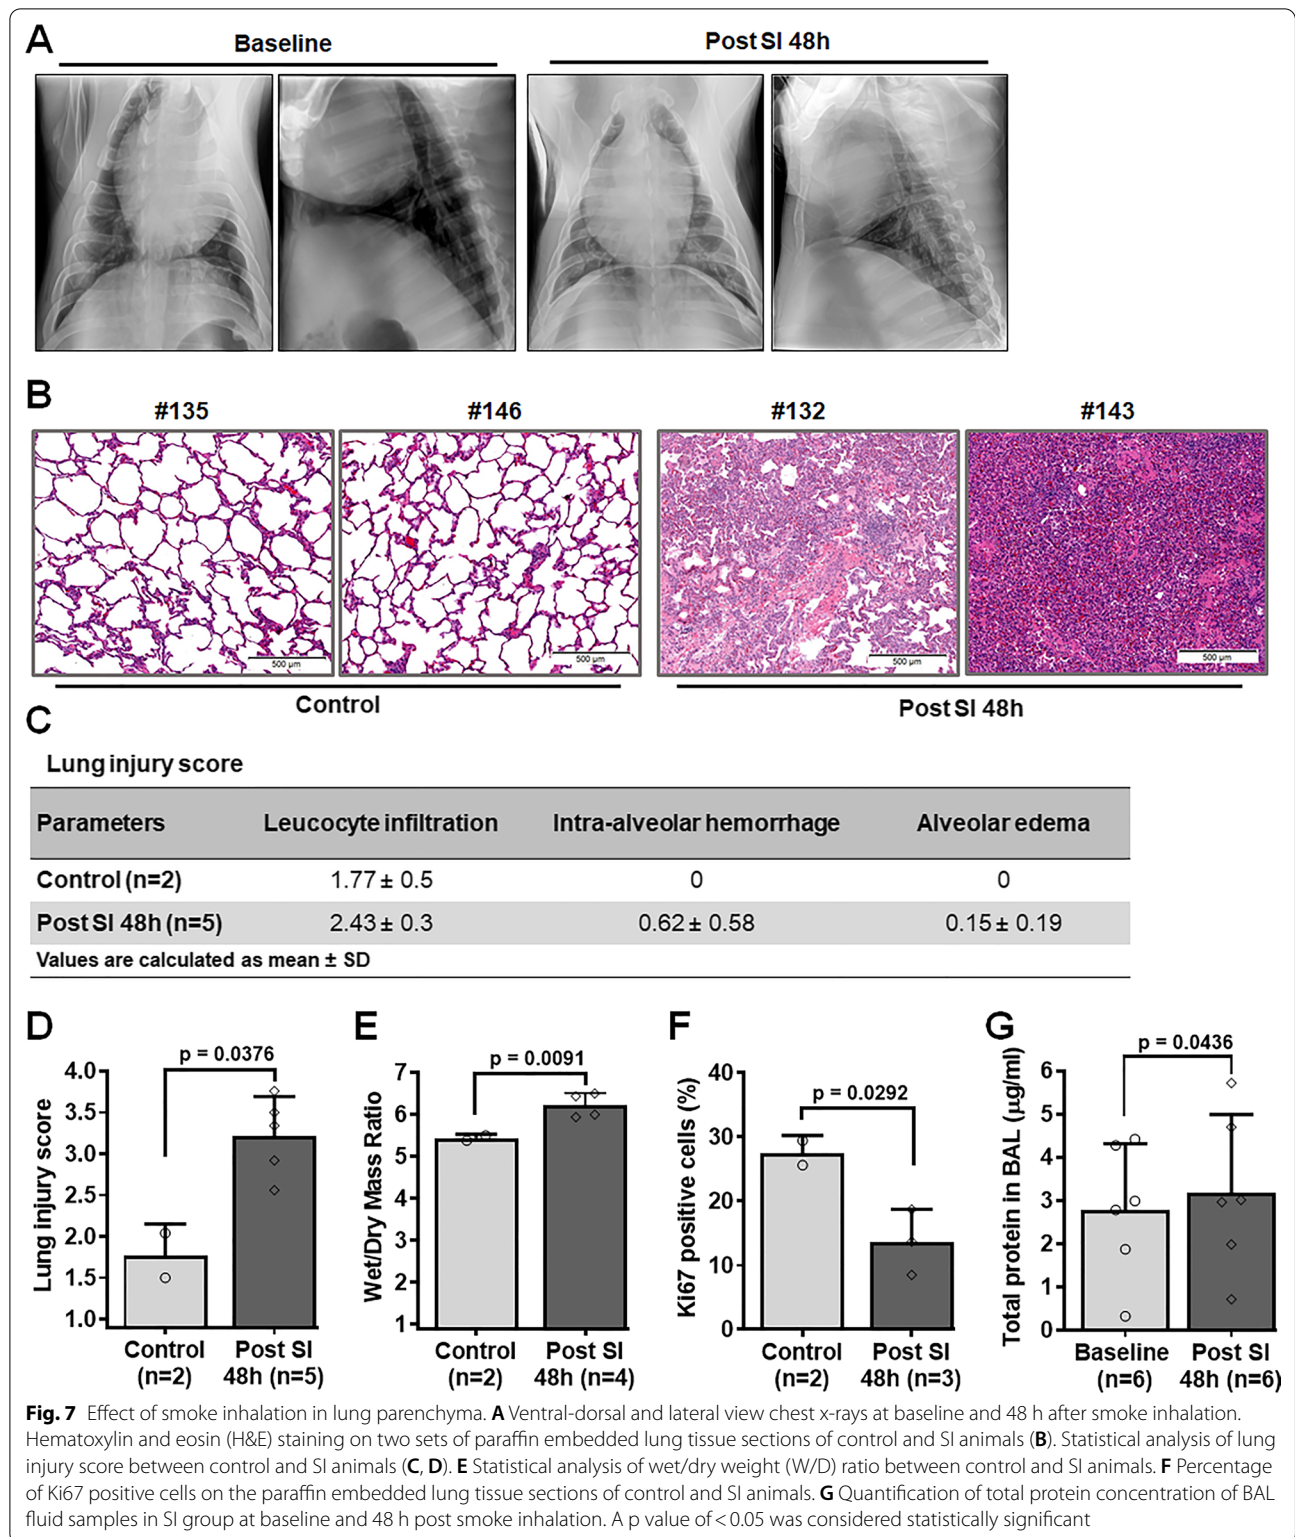 A
Baseline
Post SI 48h
B
#135
#146
#132
#143
500 µm
500 µm
500 µm
500 µm
Control
Post SI 48h
C
Lung injury score
Parameters Leucocyte infiltration Intra-alveolar hemorrhage Alveolar edema
Control (n=2) 1.77 ± 0.5 0 0
Post SI 48h (n=5) 2.43 ± 0.3 0.62 ± 0.58 0.15 ± 0.19
Values are calculated as mean ± SD
D
p = 0.0376
Lung injury score
4.0
3.5
3.0
2.5
2.0
1.5
1.0
Control
(n=2)
Post SI
48h (n=5)
E
p = 0.0091
Wet/Dry Mass Ratio
7
6
5
4
3
2
1
Control
(n=2)
Post SI
48h (n=4)
F
p = 0.0292
Ki67 positive cells (%)
40
30
20
10
0
Control
(n=2)
Post SI
48h (n=3)
G
p = 0.0436
Total protein in BAL (µg/ml)
6
5
4
3
2
1
0
Baseline
(n=6)
Post SI
48h (n=6)
Fig. 7 Effect of smoke inhalation in lung parenchyma. A Ventral-dorsal and lateral view chest x-rays at baseline and 48 h after smoke inhalation.
Hematoxylin and eosin (H&E) staining on two sets of paraffin embedded lung tissue sections of control and SI animals (B). Statistical analysis of lung
injury score between control and SI animals (C, D). E Statistical analysis of wet/dry weight (W/D) ratio between control and SI animals. F Percentage
of Ki67 positive cells on the paraffin embedded lung tissue sections of control and SI animals. G Quantification of total protein concentration of BAL
fluid samples in SI group at baseline and 48 h post smoke inhalation. A p value of < 0.05 was considered statistically significant